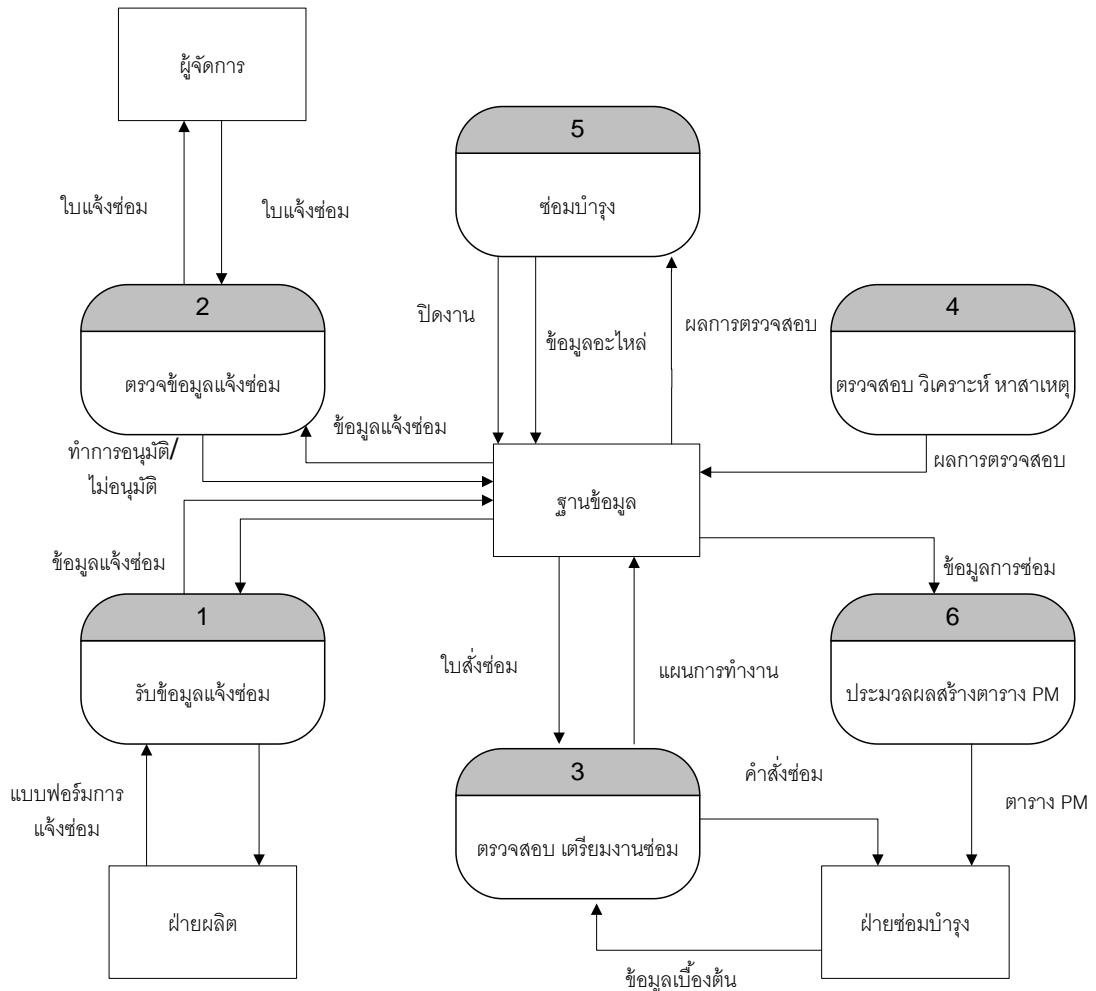 ผู้จัดการ
5
ซ่อมบำรุง
ใบแจ้งซ่อม
ใบแจ้งซ่อม
2
ตรวจข้อมูลแจ้งซ่อม
ปิดงาน
ข้อมูลอะไหล่
ผลการตรวจสอบ
4
ตรวจสอบ วิเคราะห์ หาสาเหตุ
ข้อมูลแจ้งซ่อม
ทำการอนุมัติ/
ไม่อนุมัติ
ผลการตรวจสอบ
ฐานข้อมูล
ข้อมูลแจ้งซ่อม
ข้อมูลการซ่อม
1
รับข้อมูลแจ้งซ่อม
6
ประมวลผลสร้างตาราง PM
ใบสั่งซ่อม
แผนการทำงาน
3
ตรวจสอบ เตรียมงานซ่อม
คำสั่งซ่อม
ตาราง PM
แบบฟอร์มการ
แจ้งซ่อม
ฝ่ายผลิต
ฝ่ายซ่อมบำรุง
ข้อมูลเบื้องต้น